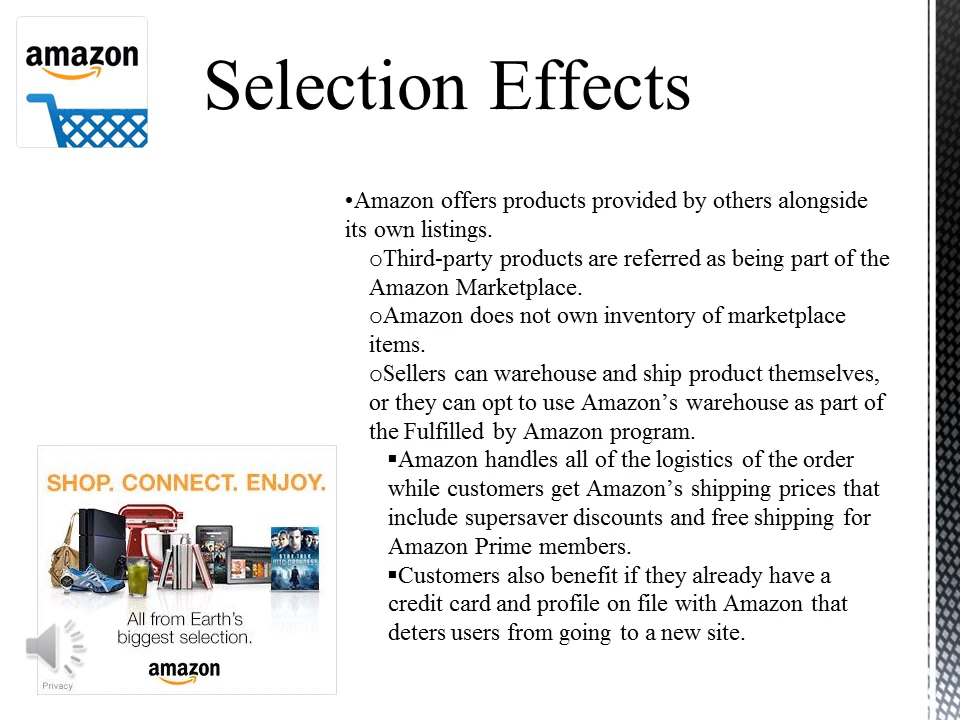 amazon
Selection Effects
•Amazon offers products provided by others alongside
its own listings.
oThird-party products are referred as being part of the
Amazon Marketplace.
oAmazon does not own inventory of marketplace
items.
oSellers can warehouse and ship product themselves,
or they can opt to use Amazon’s warehouse as part of
the Fulfilled by Amazon program.
▪Amazon handles all of the logistics of the order
while customers get Amazon’s shipping prices that
include supersaver discounts and free shipping for
Amazon Prime members.
▪Customers also benefit if they already have a
credit card and profile on file with Amazon that
deters users from going to a new site.
SHOP. CONNECT. ENJOY.
STAR TREK
INTO DARKNESS
All from Earth’s
biggest selection.
amazon
Privacy